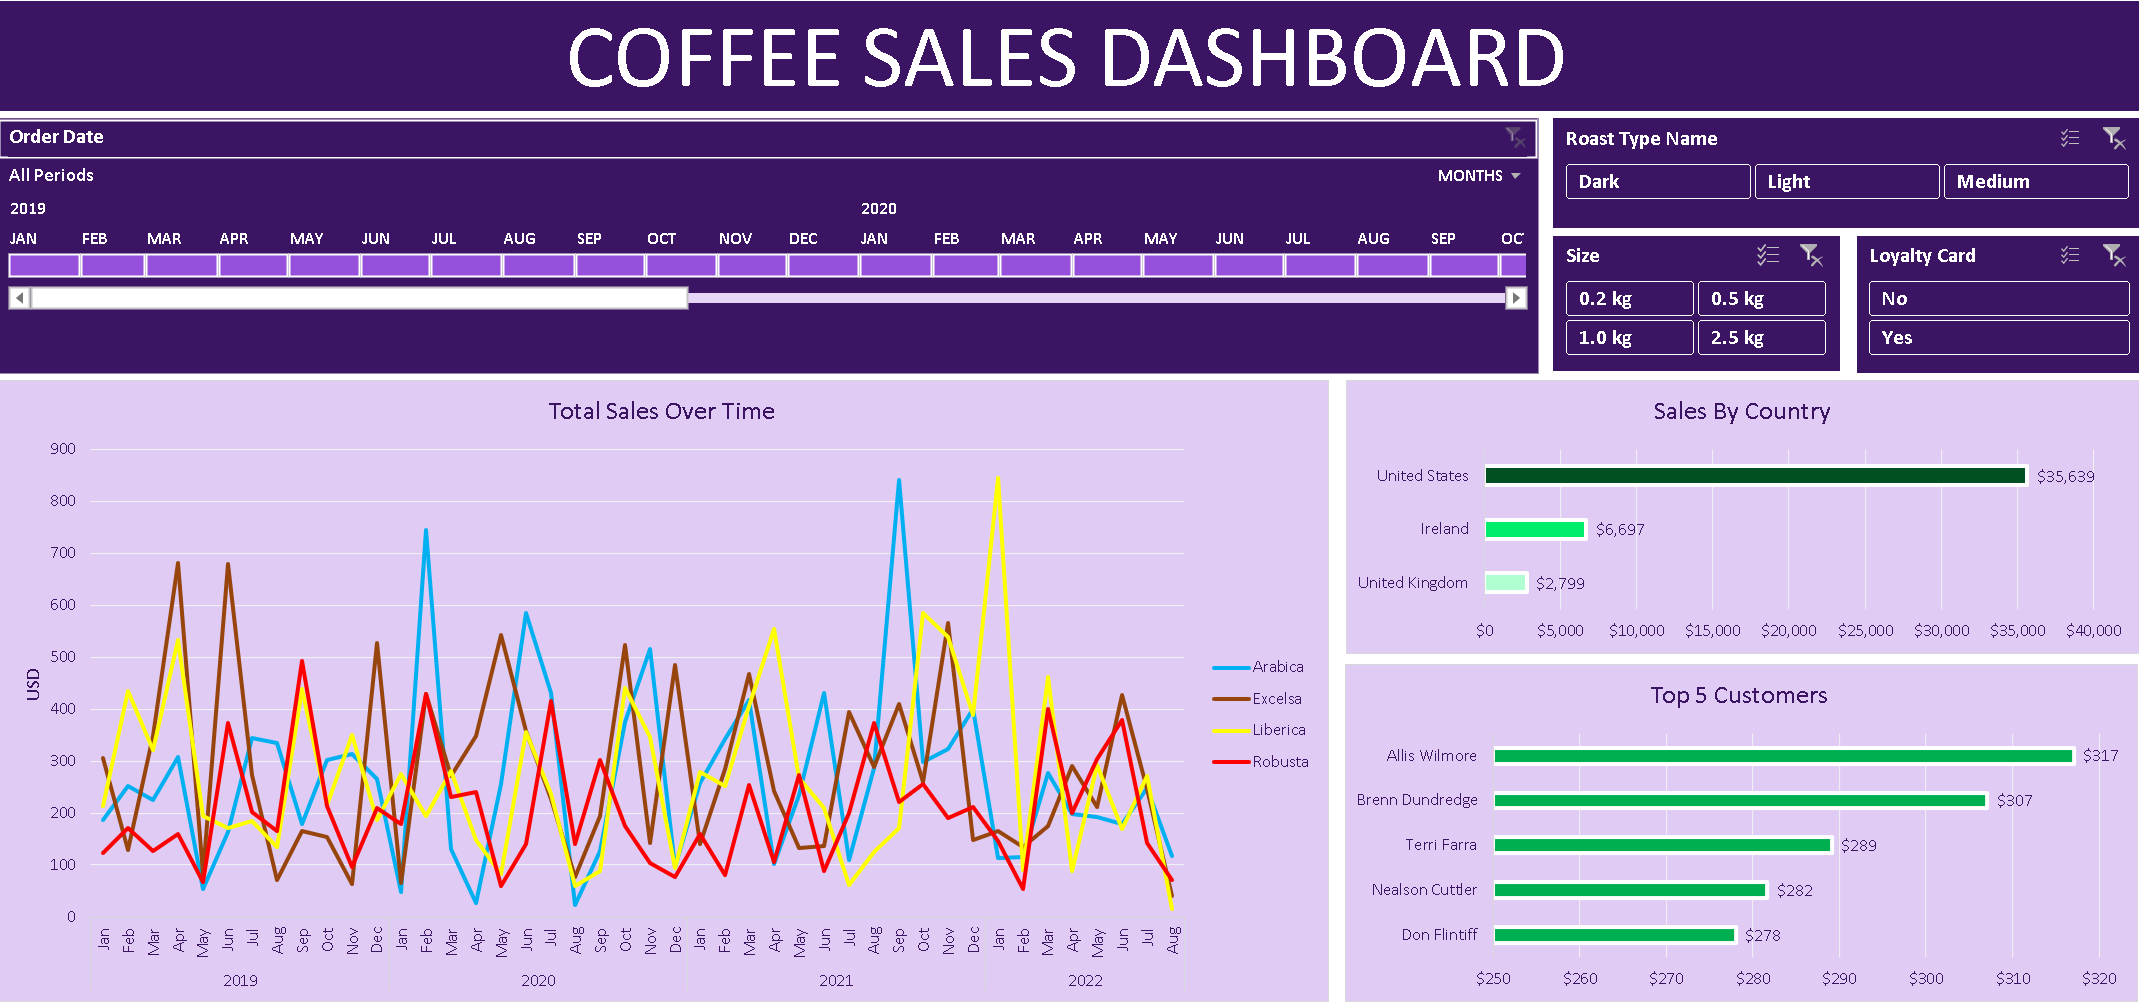 COFFEE SALES DASHBOARD
Order Date
All Periods
MONTHS
2019 2020
JAN FEB MAR APR MAY JUN JUL AUG SEP OCT NOV DEC JAN FEB MAR APR MAY JUN JUL AUG SEP OC
Roast Type Name
Dark Light Medium
Size
0.2 kg 0.5 kg
1.0 kg 2.5 kg
Loyalty Card
No
Yes
Total Sales Over Time
900
800
700
600
500
400
300
200
100
0
USD
Jan Feb Mar Apr May Jun Jul Aug Sep Oct Nov Dec Jan Feb Mar Apr May Jun Jul Aug Sep Oct Nov Dec Jan Feb Mar Apr May Jun Jul Aug Sep Oct Nov Dec Jan Feb Mar Apr May Jun Jul Aug
2019 2020 2021 2022
Arabica
Excelsa
Liberica
Robusta
Sales By Country
United States $35,639
Ireland $6,697
United Kingdom $2,799
$0 $5,000 $10,000 $15,000 $20,000 $25,000 $30,000 $35,000 $40,000
Top 5 Customers
Allis Wilmore $317
Brenn Dundredge $307
Terri Farra $289
Nealson Cuttler $282
Don Flintiff $278
$250 $260 $270 $280 $290 $300 $310 $320